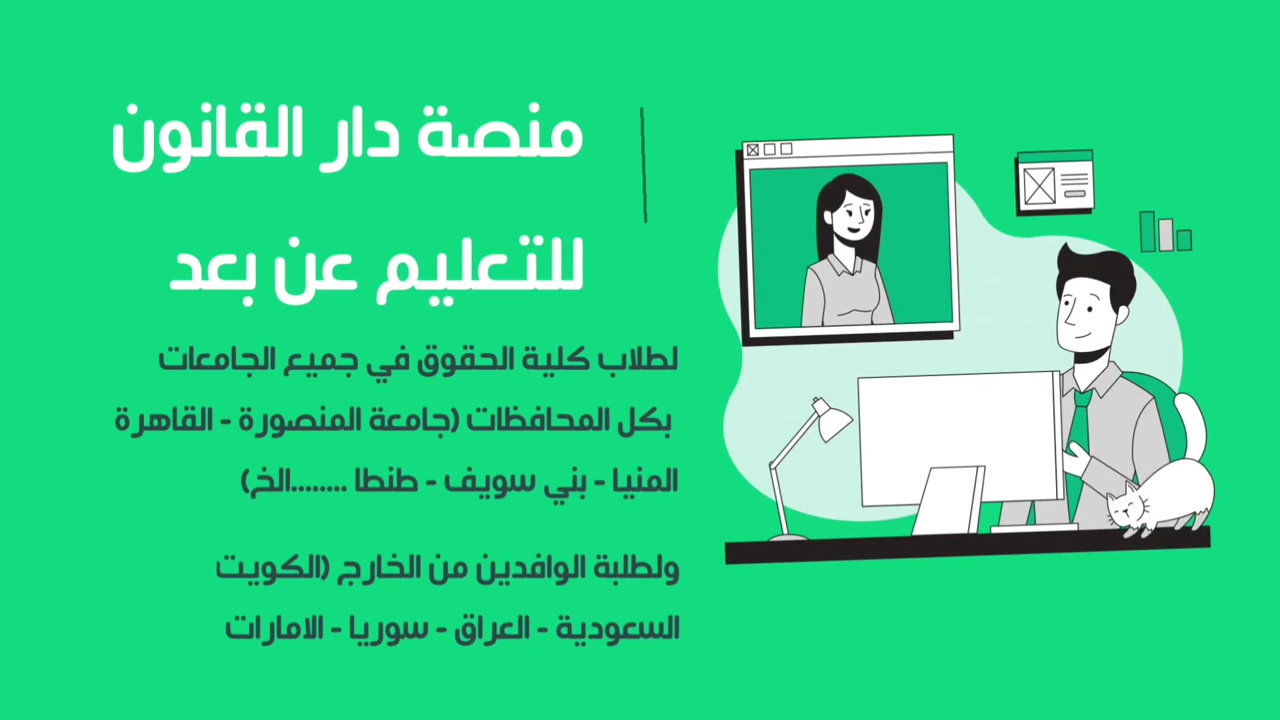 منصة دار القانون
للتعليم عن بعد
لطلاب كلية الحقوق في جميع الجامعات
بكل المحافظات (جامعة المنصورة - القاهرة
المنيا - بني سويف - طنطا ........الخ)
ولطلبة الوافدين من الخارج (الكويت
السعودية - العراق - سوريا - الامارات